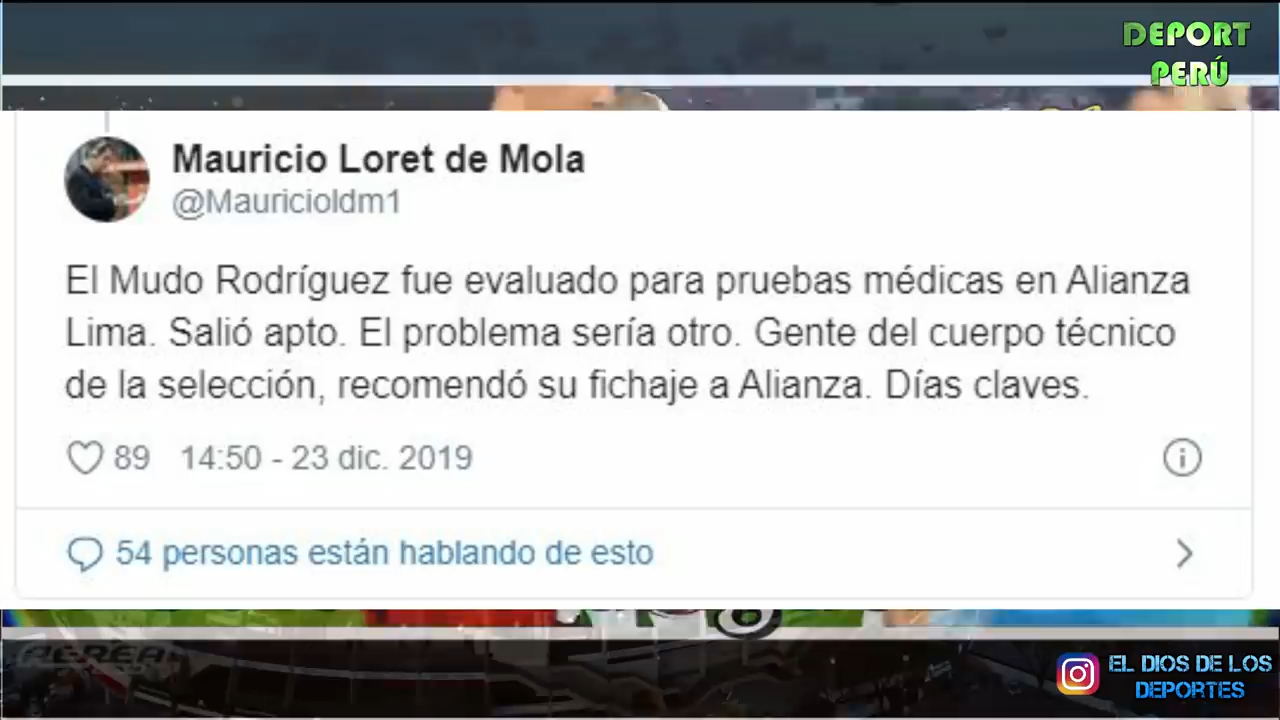 DEPORT
PERÚ
Mauricio Loret de Mola
@Mauricioldm1
El Mudo Rodríguez fue evaluado para pruebas médicas en Alianza
Lima. Salió apto. El problema sería otro. Gente del cuerpo técnico
de la selección, recomendó su fichaje a Alianza. Días claves.
89 14:50 - 23 dic. 2019
54 personas están hablando de esto
EL DIOS DE LOS
DEPORTES